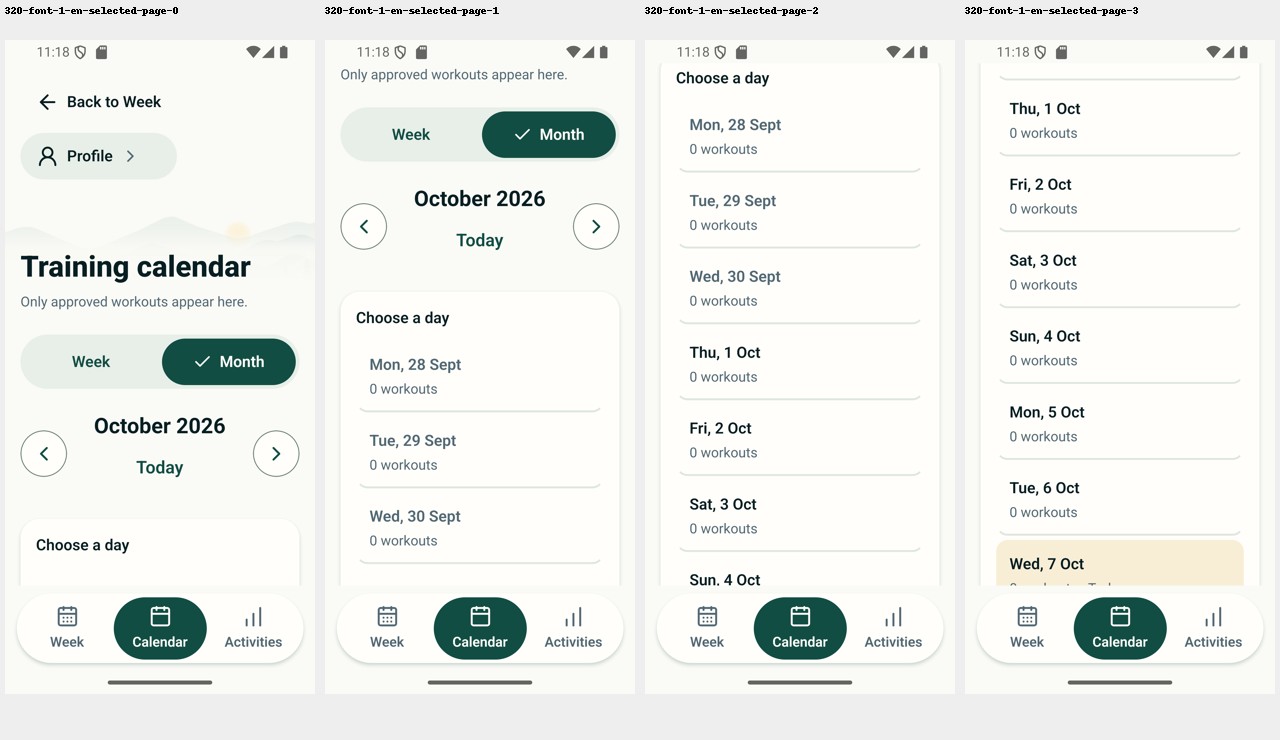 320-font-1-en-selected-page-0
11:18
Back to Week
Profile
Training calendar
Only approved workouts appear here.
Week
Month
October 2026
Today
Choose a day
Week
Calendar
Activities
320-font-1-en-selected-page-1
11:18
Only approved workouts appear here.
Week
Month
October 2026
Today
Choose a day
Mon, 28 Sept
0 workouts
Tue, 29 Sept
0 workouts
Wed, 30 Sept
0 workouts
Week
Calendar
Activities
320-font-1-en-selected-page-2
11:18
Choose a day
Mon, 28 Sept
0 workouts
Tue, 29 Sept
0 workouts
Wed, 30 Sept
0 workouts
Thu, 1 Oct
0 workouts
Fri, 2 Oct
0 workouts
Sat, 3 Oct
0 workouts
Sun, 4 Oct
Week
Calendar
Activities
320-font-1-en-selected-page-3
11:18
Thu, 1 Oct
0 workouts
Fri, 2 Oct
0 workouts
Sat, 3 Oct
0 workouts
Sun, 4 Oct
0 workouts
Mon, 5 Oct
0 workouts
Tue, 6 Oct
0 workouts
Wed, 7 Oct
Week
Calendar
Activities